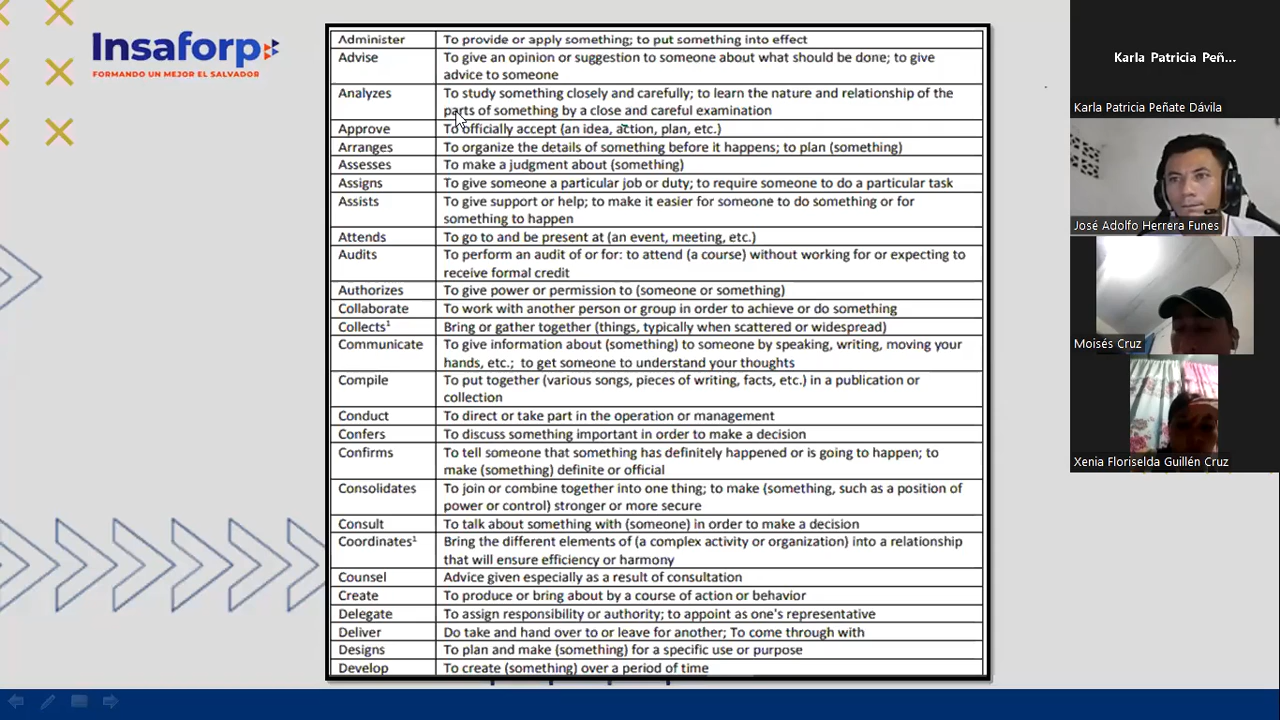 Insaforp
FORMANDO UN MEJOR EL SALVADOR
Administer To provide or apply something; to put something into effect
Advise To give an opinion or suggestion to someone about what should be done; to give
advice to someone
Analyzes To study something closely and carefully; to learn the nature and relationship of the
parts of something by a close and careful examination
Approve To officially accept (an idea, action, plan, etc.)
Arranges To organize the details of something before it happens; to plan (something)
Assesses To make a judgment about (something)
Assigns To give someone a particular job or duty; to require someone to do a particular task
Assists To give support or help; to make it easier for someone to do something or for
something to happen
Attends To go to and be present at (an event, meeting, etc.)
Audits To perform an audit of or for: to attend (a course) without working for or expecting to
receive formal credit
Authorizes To give power or permission to (someone or something)
Collaborate To work with another person or group in order to achieve or do something
Collects¹ Bring or gather together (things, typically when scattered or widespread)
Communicate To give information about (something) to someone by speaking, writing, moving your
hands, etc.; to get someone to understand your thoughts
Compile To put together (various songs, pieces of writing, facts, etc.) in a publication or
collection
Conduct To direct or take part in the operation or management
Confers To discuss something important in order to make a decision
Confirms To tell someone that something has definitely happened or is going to happen; to
make (something) definite or official
Consolidates To join or combine together into one thing; to make (something, such as a position of
power or control) stronger or more secure
Consult To talk about something with (someone) in order to make a decision
Coordinates¹ Bring the different elements of (a complex activity or organization) into a relationship
that will ensure efficiency or harmony
Counsel Advice given especially as a result of consultation
Create To produce or bring about by a course of action or behavior
Delegate To assign responsibility or authority; to appoint as one's representative
Deliver Do take and hand over to or leave for another; To come through with
Designs To plan and make (something) for a specific use or purpose
Develop To create (something) over a period of time
Karla Patricia Peñ...
Karla Patricia Peñate Dávila
José Adolfo Herrera Funes
Moisés Cruz
Xenia Floriselda Guillén Cruz